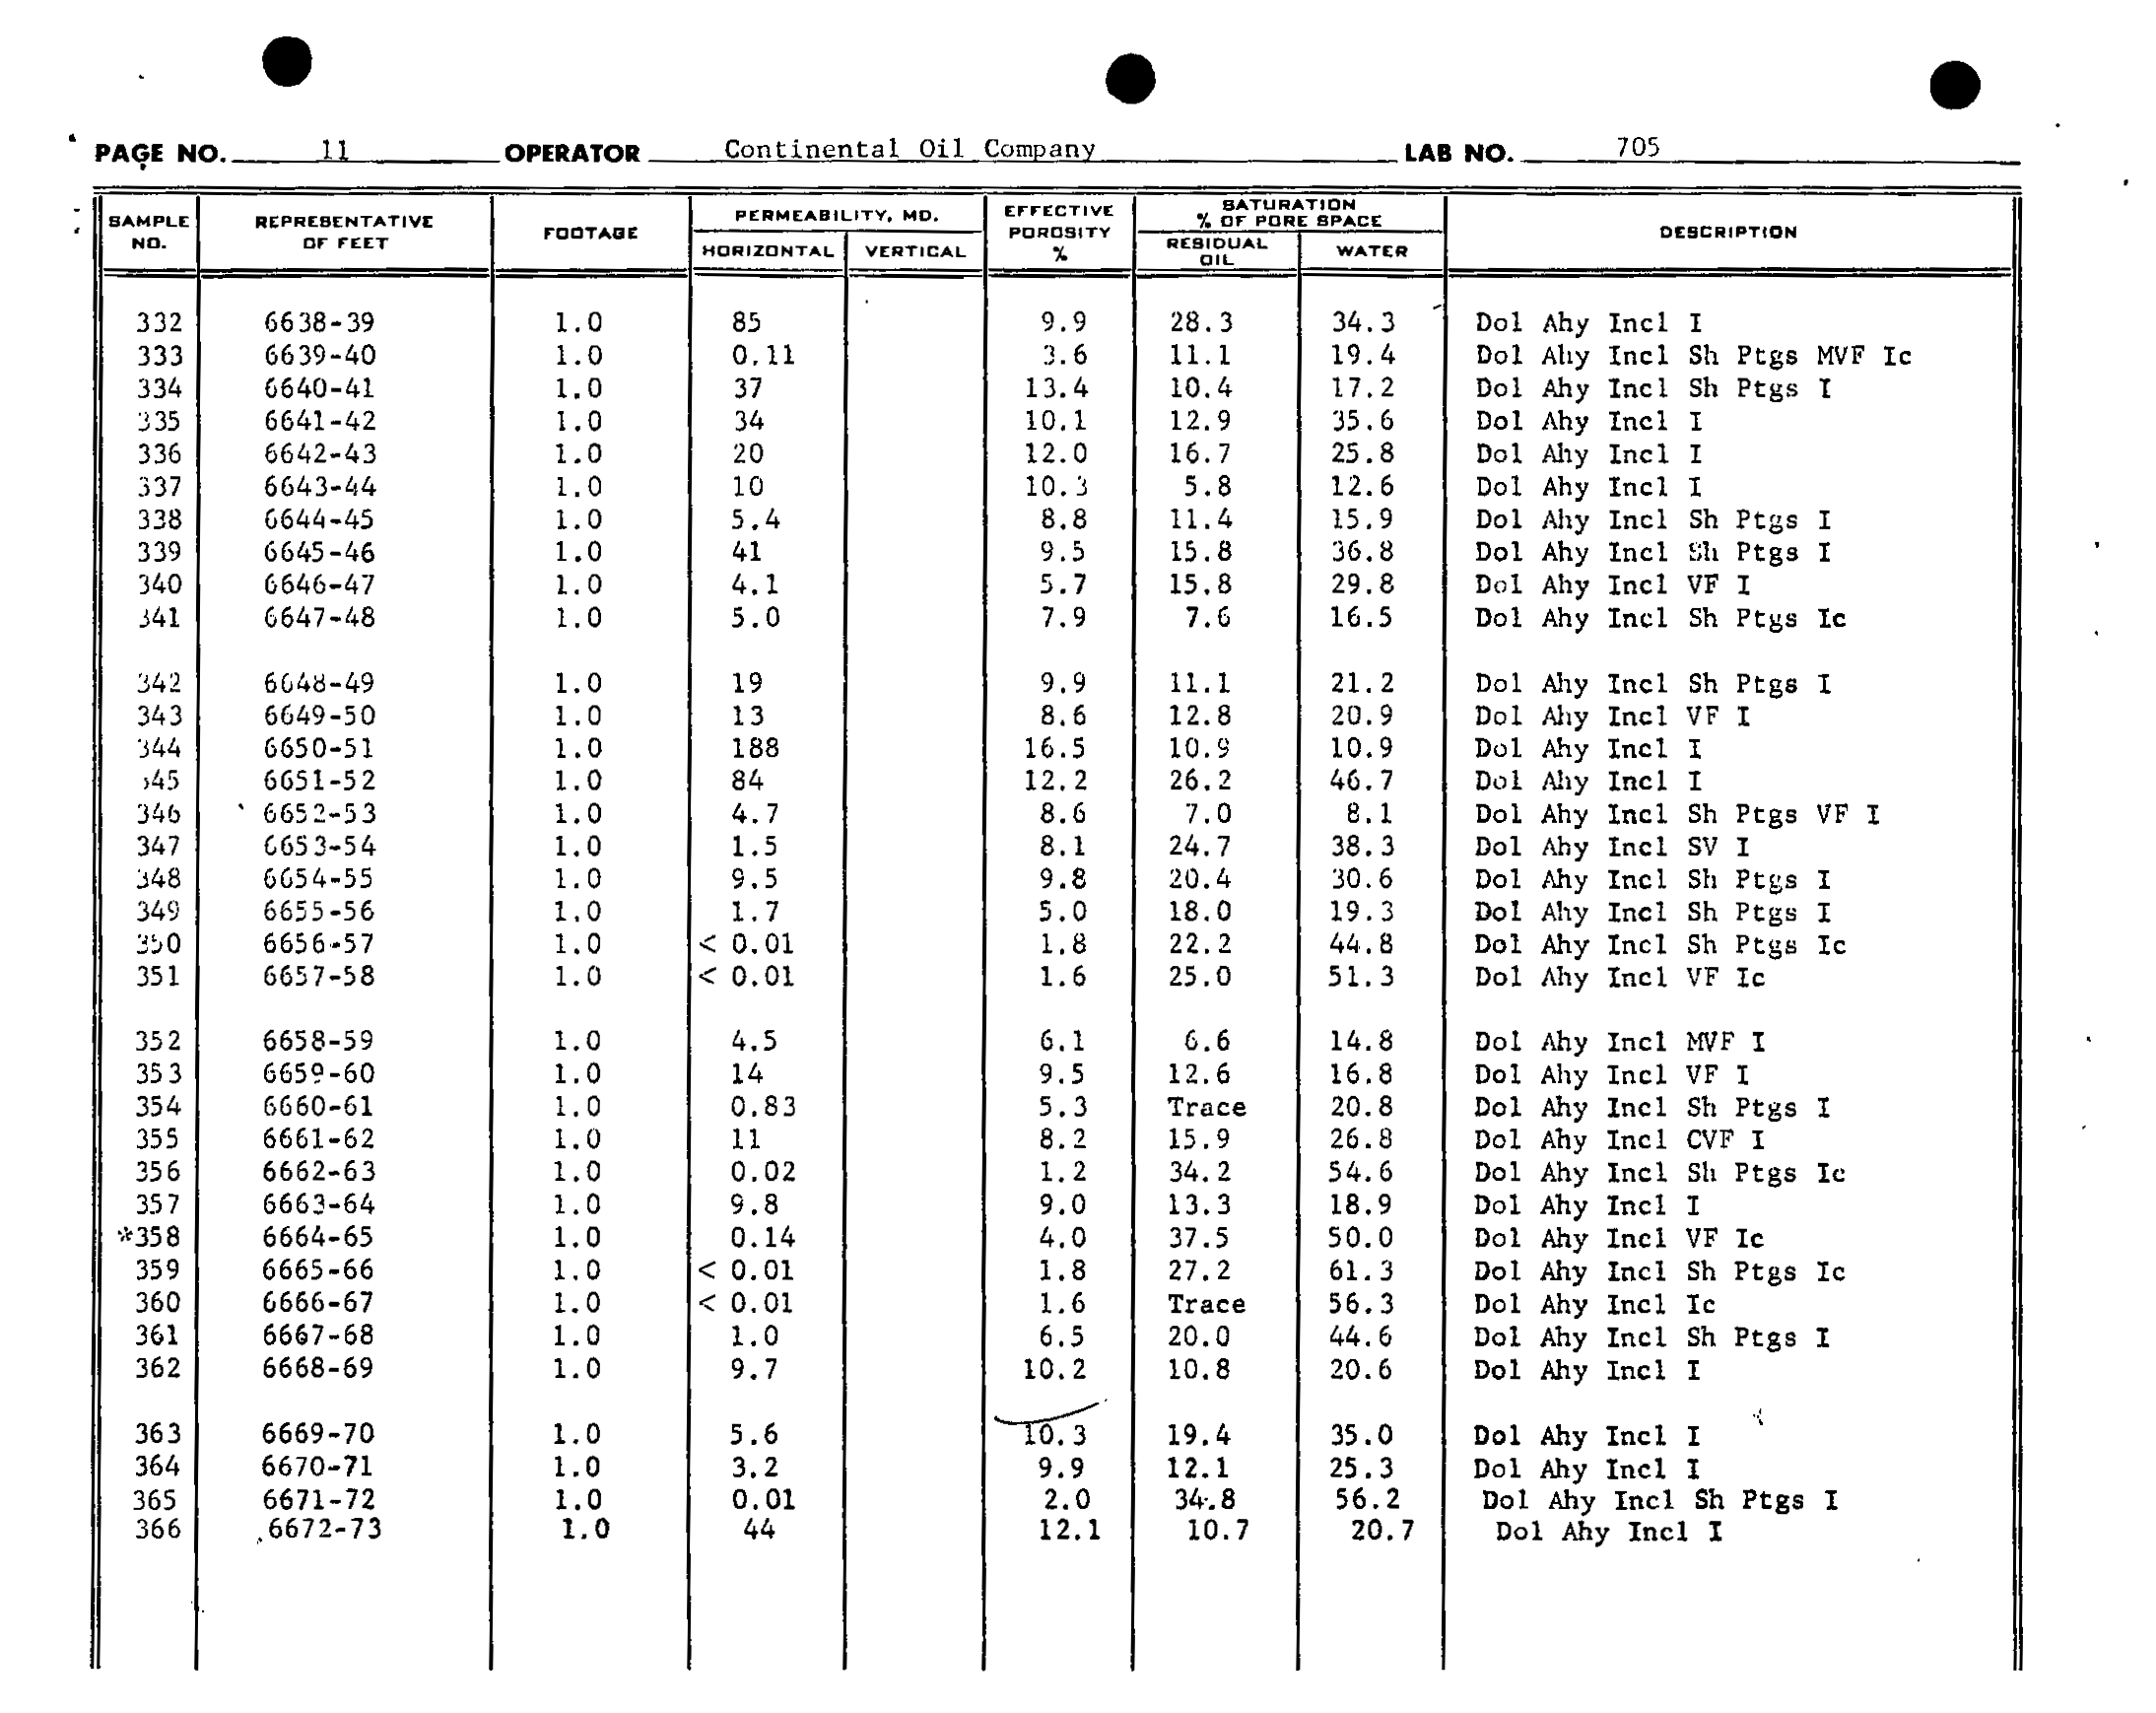 PAGE NO. 11 OPERATOR Continental Oil Company LAB NO. 705
SAMPLE NO. REPRESENTATIVE OF FEET FOOTAGE PERMEABILITY, MD. HORIZONTAL VERTICAL EFFECTIVE POROSITY % SATURATION % OF PORE SPACE RESIDUAL OIL WATER DESCRIPTION
332 6638-39 1.0 85 9.9 28.3 34.3 Dol Ahy Incl I
333 6639-40 1.0 0.11 3.6 11.1 19.4 Dol Ahy Incl Sh Ptgs MVF Ic
334 6640-41 1.0 37 13.4 10.4 17.2 Dol Ahy Incl Sh Ptgs I
335 6641-42 1.0 34 10.1 12.9 35.6 Dol Ahy Incl I
336 6642-43 1.0 20 12.0 16.7 25.8 Dol Ahy Incl I
337 6643-44 1.0 10 10.3 5.8 12.6 Dol Ahy Incl I
338 6644-45 1.0 5.4 8.8 11.4 15.9 Dol Ahy Incl Sh Ptgs I
339 6645-46 1.0 41 9.5 15.8 36.8 Dol Ahy Incl Sh Ptgs I
340 6646-47 1.0 4.1 5.7 15.8 29.8 Dol Ahy Incl VF I
341 6647-48 1.0 5.0 7.9 7.6 16.5 Dol Ahy Incl Sh Ptgs Ic
342 6648-49 1.0 19 9.9 11.1 21.2 Dol Ahy Incl Sh Ptgs I
343 6649-50 1.0 13 8.6 12.8 20.9 Dol Ahy Incl VF I
344 6650-51 1.0 188 16.5 10.9 10.9 Dol Ahy Incl I
345 6651-52 1.0 84 12.2 26.2 46.7 Dol Ahy Incl I
346 6652-53 1.0 4.7 8.6 7.0 8.1 Dol Ahy Incl Sh Ptgs VF I
347 6653-54 1.0 1.5 8.1 24.7 38.3 Dol Ahy Incl SV I
348 6654-55 1.0 9.5 9.8 20.4 30.6 Dol Ahy Incl Sh Ptgs I
349 6655-56 1.0 1.7 5.0 18.0 19.3 Dol Ahy Incl Sh Ptgs I
350 6656-57 1.0 < 0.01 1.8 22.2 44.8 Dol Ahy Incl Sh Ptgs Ic
351 6657-58 1.0 < 0.01 1.6 25.0 51.3 Dol Ahy Incl VF Ic
352 6658-59 1.0 4.5 6.1 6.6 14.8 Dol Ahy Incl MVF I
353 6659-60 1.0 14 9.5 12.6 16.8 Dol Ahy Incl VF I
354 6660-61 1.0 0.83 5.3 Trace 20.8 Dol Ahy Incl Sh Ptgs I
355 6661-62 1.0 11 8.2 15.9 26.8 Dol Ahy Incl CVF I
356 6662-63 1.0 0.02 1.2 34.2 54.6 Dol Ahy Incl Sh Ptgs Ic
357 6663-64 1.0 9.8 9.0 13.3 18.9 Dol Ahy Incl I
*358 6664-65 1.0 0.14 4.0 37.5 50.0 Dol Ahy Incl VF Ic
359 6665-66 1.0 < 0.01 1.8 27.2 61.3 Dol Ahy Incl Sh Ptgs Ic
360 6666-67 1.0 < 0.01 1.6 Trace 56.3 Dol Ahy Incl Ic
361 6667-68 1.0 1.0 6.5 20.0 44.6 Dol Ahy Incl Sh Ptgs I
362 6668-69 1.0 9.7 10.2 10.8 20.6 Dol Ahy Incl I
363 6669-70 1.0 5.6 10.3 19.4 35.0 Dol Ahy Incl I
364 6670-71 1.0 3.2 9.9 12.1 25.3 Dol Ahy Incl I
365 6671-72 1.0 0.01 2.0 34.8 56.2 Dol Ahy Incl Sh Ptgs I
366 6672-73 1.0 44 12.1 10.7 20.7 Dol Ahy Incl I